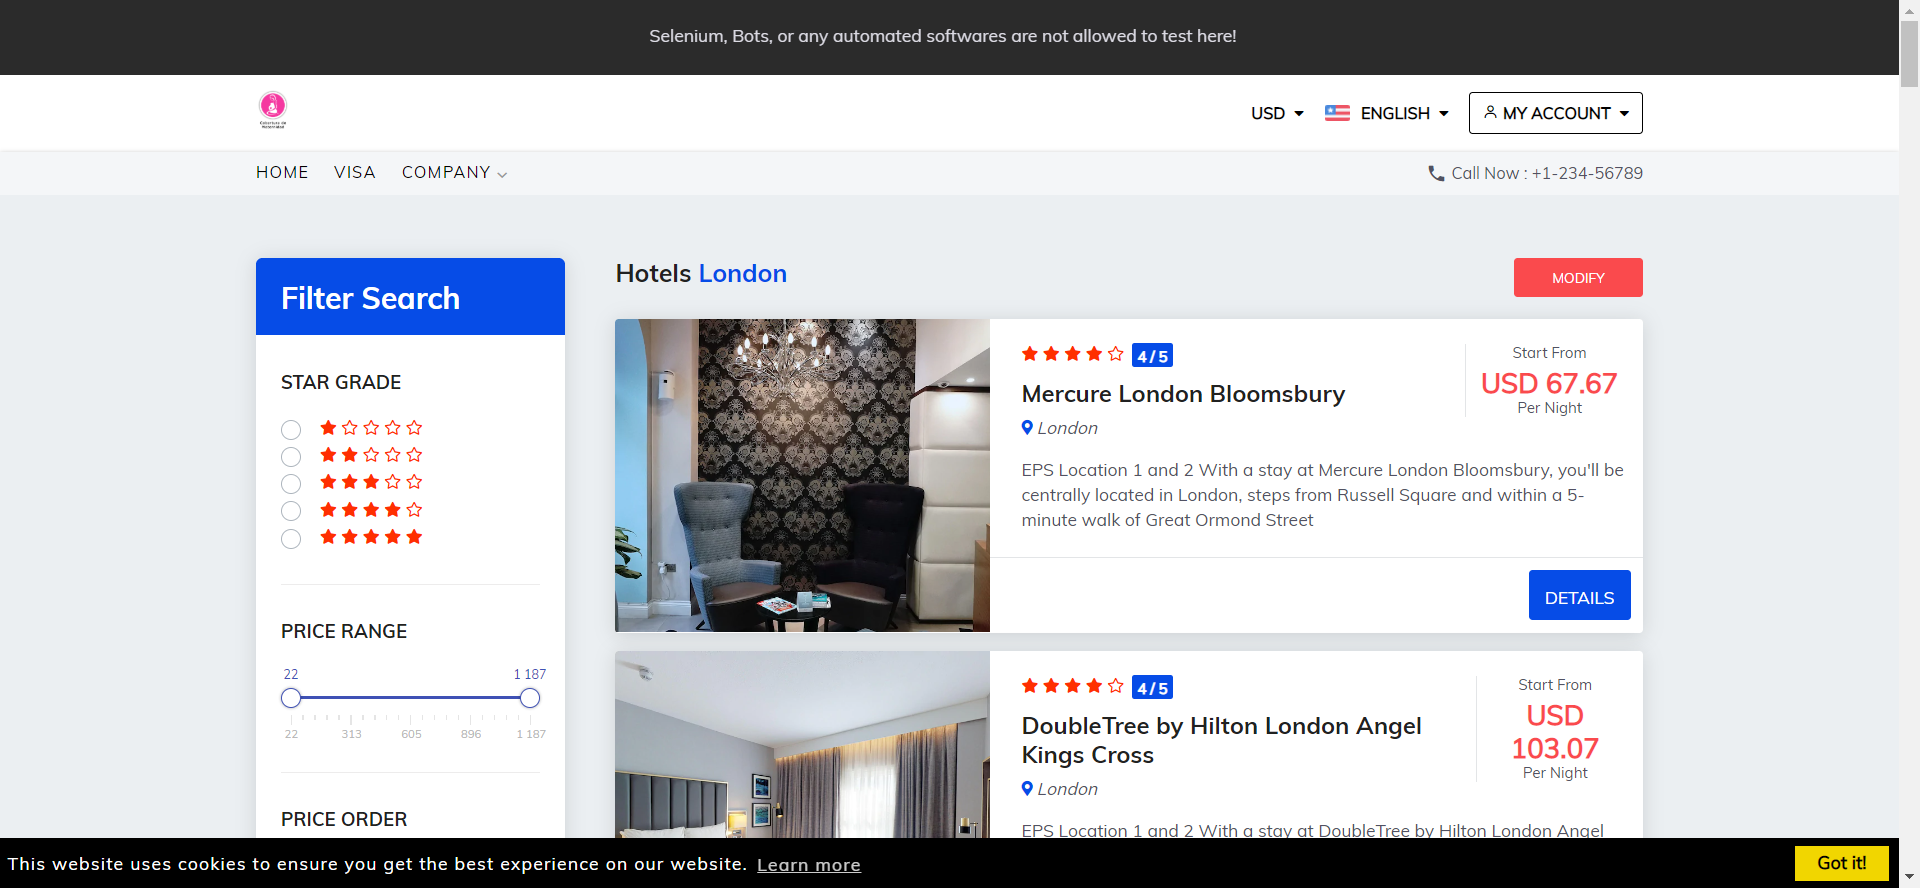 Selenium, Bots, or any automated softwares are not allowed to test here!
USD
ENGLISH
MY ACCOUNT
HOME
VISA
COMPANY
Call Now : +1-234-56789
Filter Search
STAR GRADE
PRICE RANGE
22
1 187
22
313
605
896
1 187
PRICE ORDER
Hotels London
MODIFY
4/5
Mercure London Bloomsbury
London
Start From
USD 67.67
Per Night
EPS Location 1 and 2 With a stay at Mercure London Bloomsbury, you'll be
centrally located in London, steps from Russell Square and within a 5-
minute walk of Great Ormond Street
DETAILS
4/5
DoubleTree by Hilton London Angel
Kings Cross
London
Start From
USD
103.07
Per Night
EPS Location 1 and 2 With a stay at DoubleTree by Hilton London Angel
This website uses cookies to ensure you get the best experience on our website. Learn more
Got it!